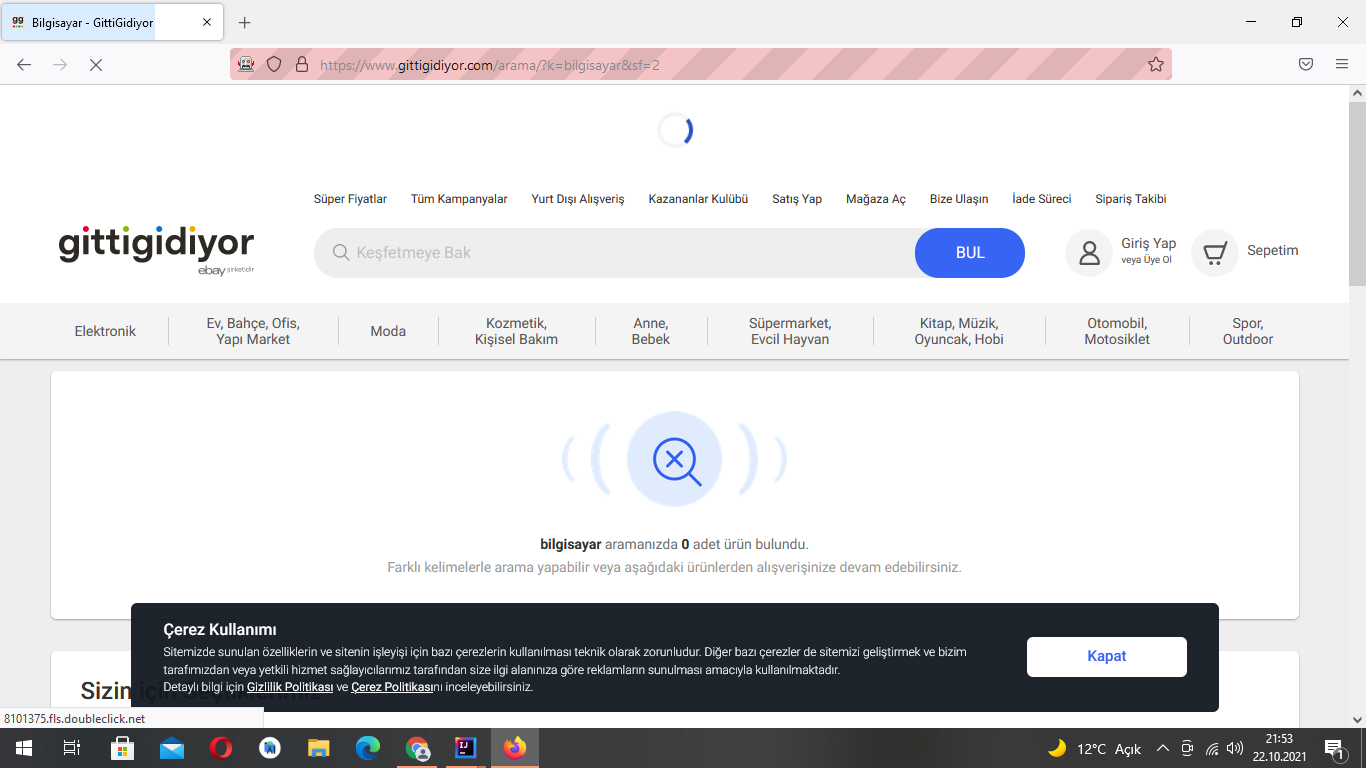 Bilgisayar - GittiGidiyor
https://www.gittigidiyor.com/arama/?k=bilgisayar&sf=2
Süper Fiyatlar
Tüm Kampanyalar
Yurt Dışı Alışveriş
Kazananlar Kulübü
Satış Yap
Mağaza Aç
Bize Ulaşın
İade Süreci
Sipariş Takibi
gittigidiyor
ebay şirketidir
Keşfetmeye Bak
BUL
Giriş Yap
veya Üye Ol
Sepetim
Elektronik
Ev, Bahçe, Ofis,
Yapı Market
Moda
Kozmetik,
Kişisel Bakım
Anne,
Bebek
Süpermarket,
Evcil Hayvan
Kitap, Müzik,
Oyuncak, Hobi
Otomobil,
Motosiklet
Spor,
Outdoor
bilgisayar aramanızda 0 adet ürün bulundu.
Farklı kelimelerle arama yapabilir veya aşağıdaki ürünlerden alışverişinize devam edebilirsiniz.
Çerez Kullanımı
Sitemizde sunulan özelliklerin ve sitenin işleyişi için bazı çerezlerin kullanılması teknik olarak zorunludur. Diğer bazı çerezler de sitemizi geliştirmek ve bizim
tarafımızdan veya yetkili hizmet sağlayıcılarımız tarafından size ilgi alanınıza göre reklamların sunulması amacıyla kullanılmaktadır.
Detaylı bilgi için Gizlilik Politikası ve Çerez Politikasını inceleyebilirsiniz.
Kapat
Sizin için
8101375.fls.doubleclick.net
12°C Açık
21:53
22.10.2021
1